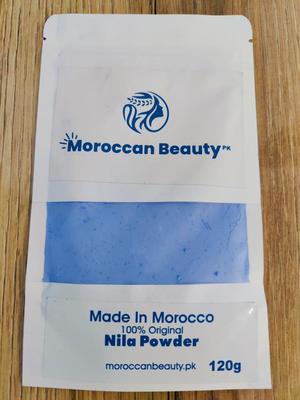 Moroccan Beauty PK
Made In Morocco
100% Original
Nila Powder
moroccanbeauty.pk 120g